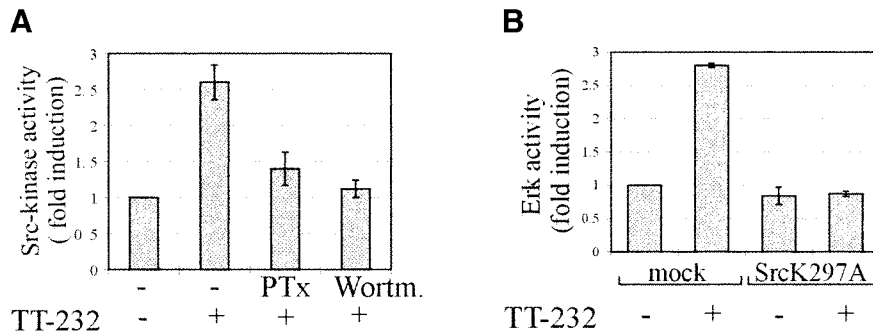 A
Src-kinase activity
( fold induction)
3
2.5
2
1.5
1
0 5
0
- - PTx Wortm.
TT-232 - + + +
B
Erk activity
(fold induction)
3
2.5
2
1.5
1
0.5
0
mock SrcK297A
TT-232 - + - +